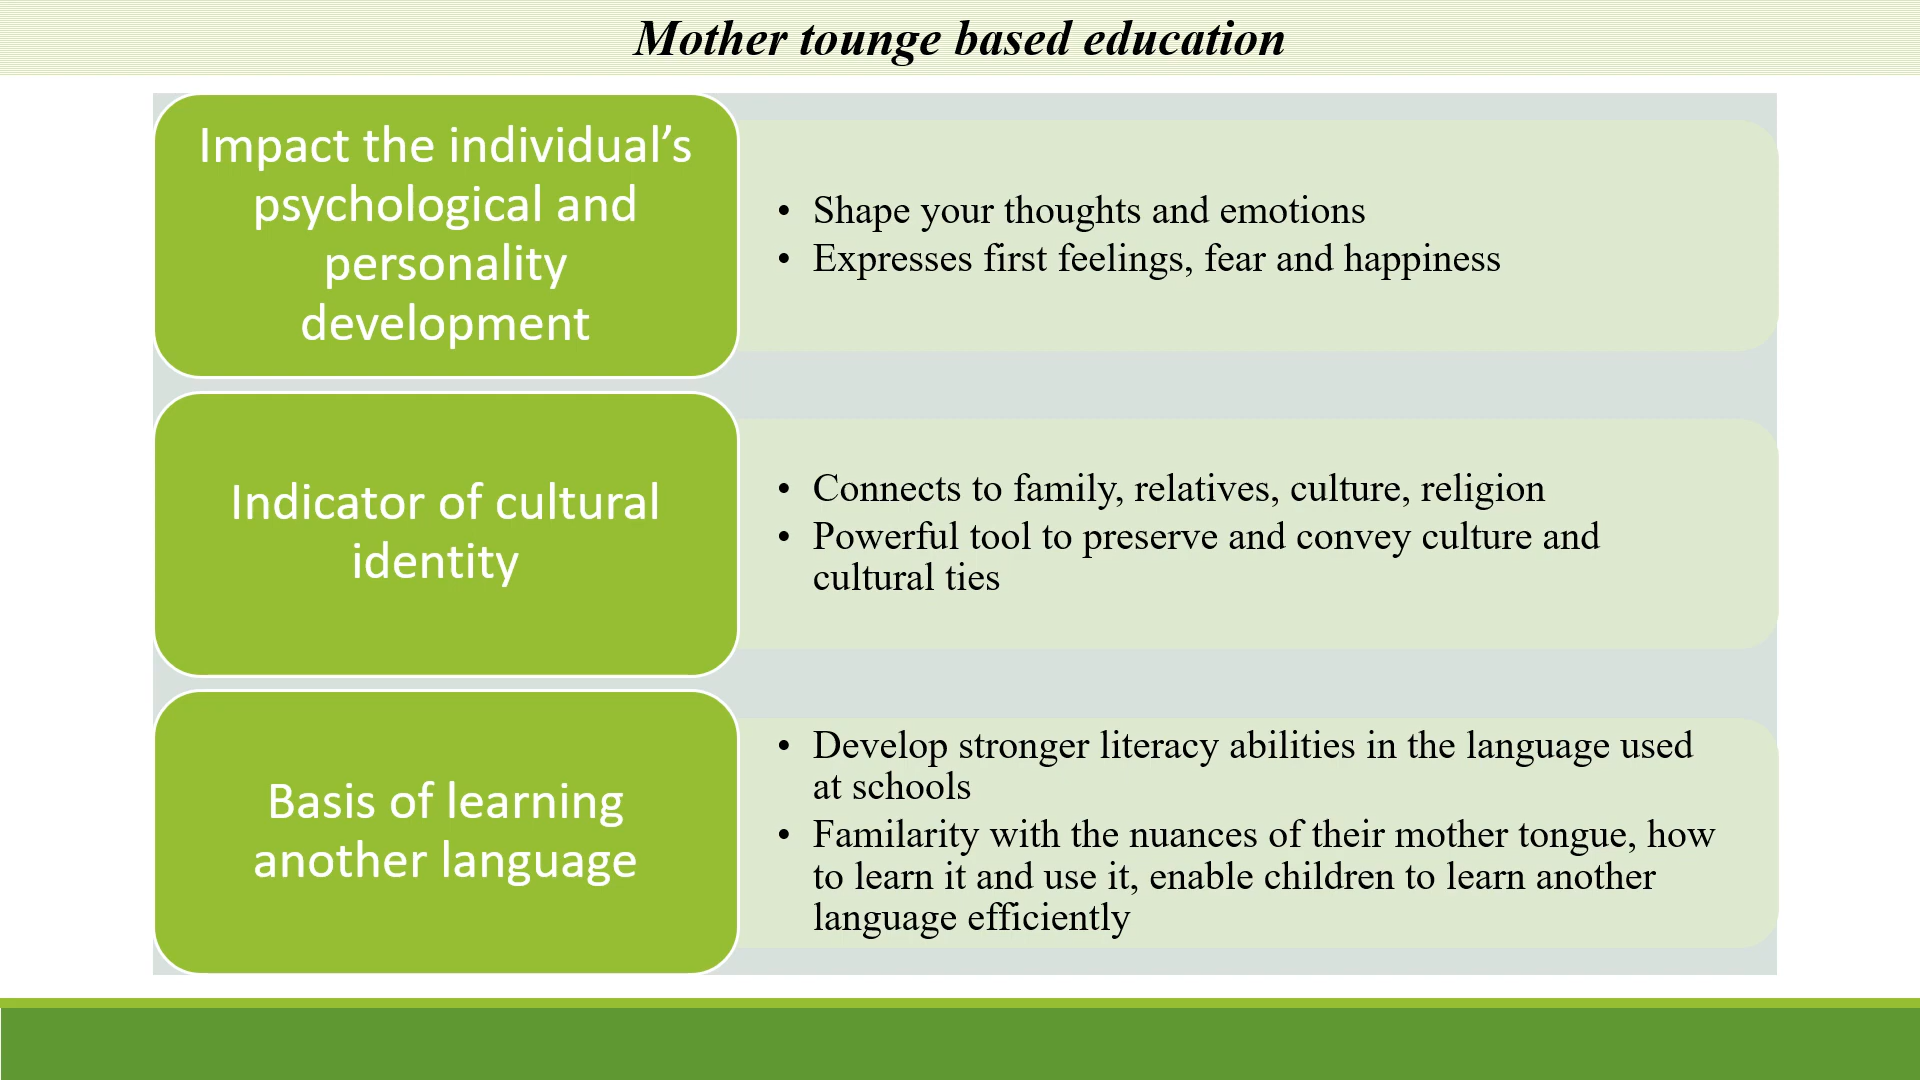 Mother tounge based education
Impact the individual’s
psychological and
personality
development
• Shape your thoughts and emotions
• Expresses first feelings, fear and happiness
Indicator of cultural
identity
• Connects to family, relatives, culture, religion
• Powerful tool to preserve and convey culture and
cultural ties
Basis of learning
another language
• Develop stronger literacy abilities in the language used
at schools
• Familarity with the nuances of their mother tongue, how
to learn it and use it, enable children to learn another
language efficiently